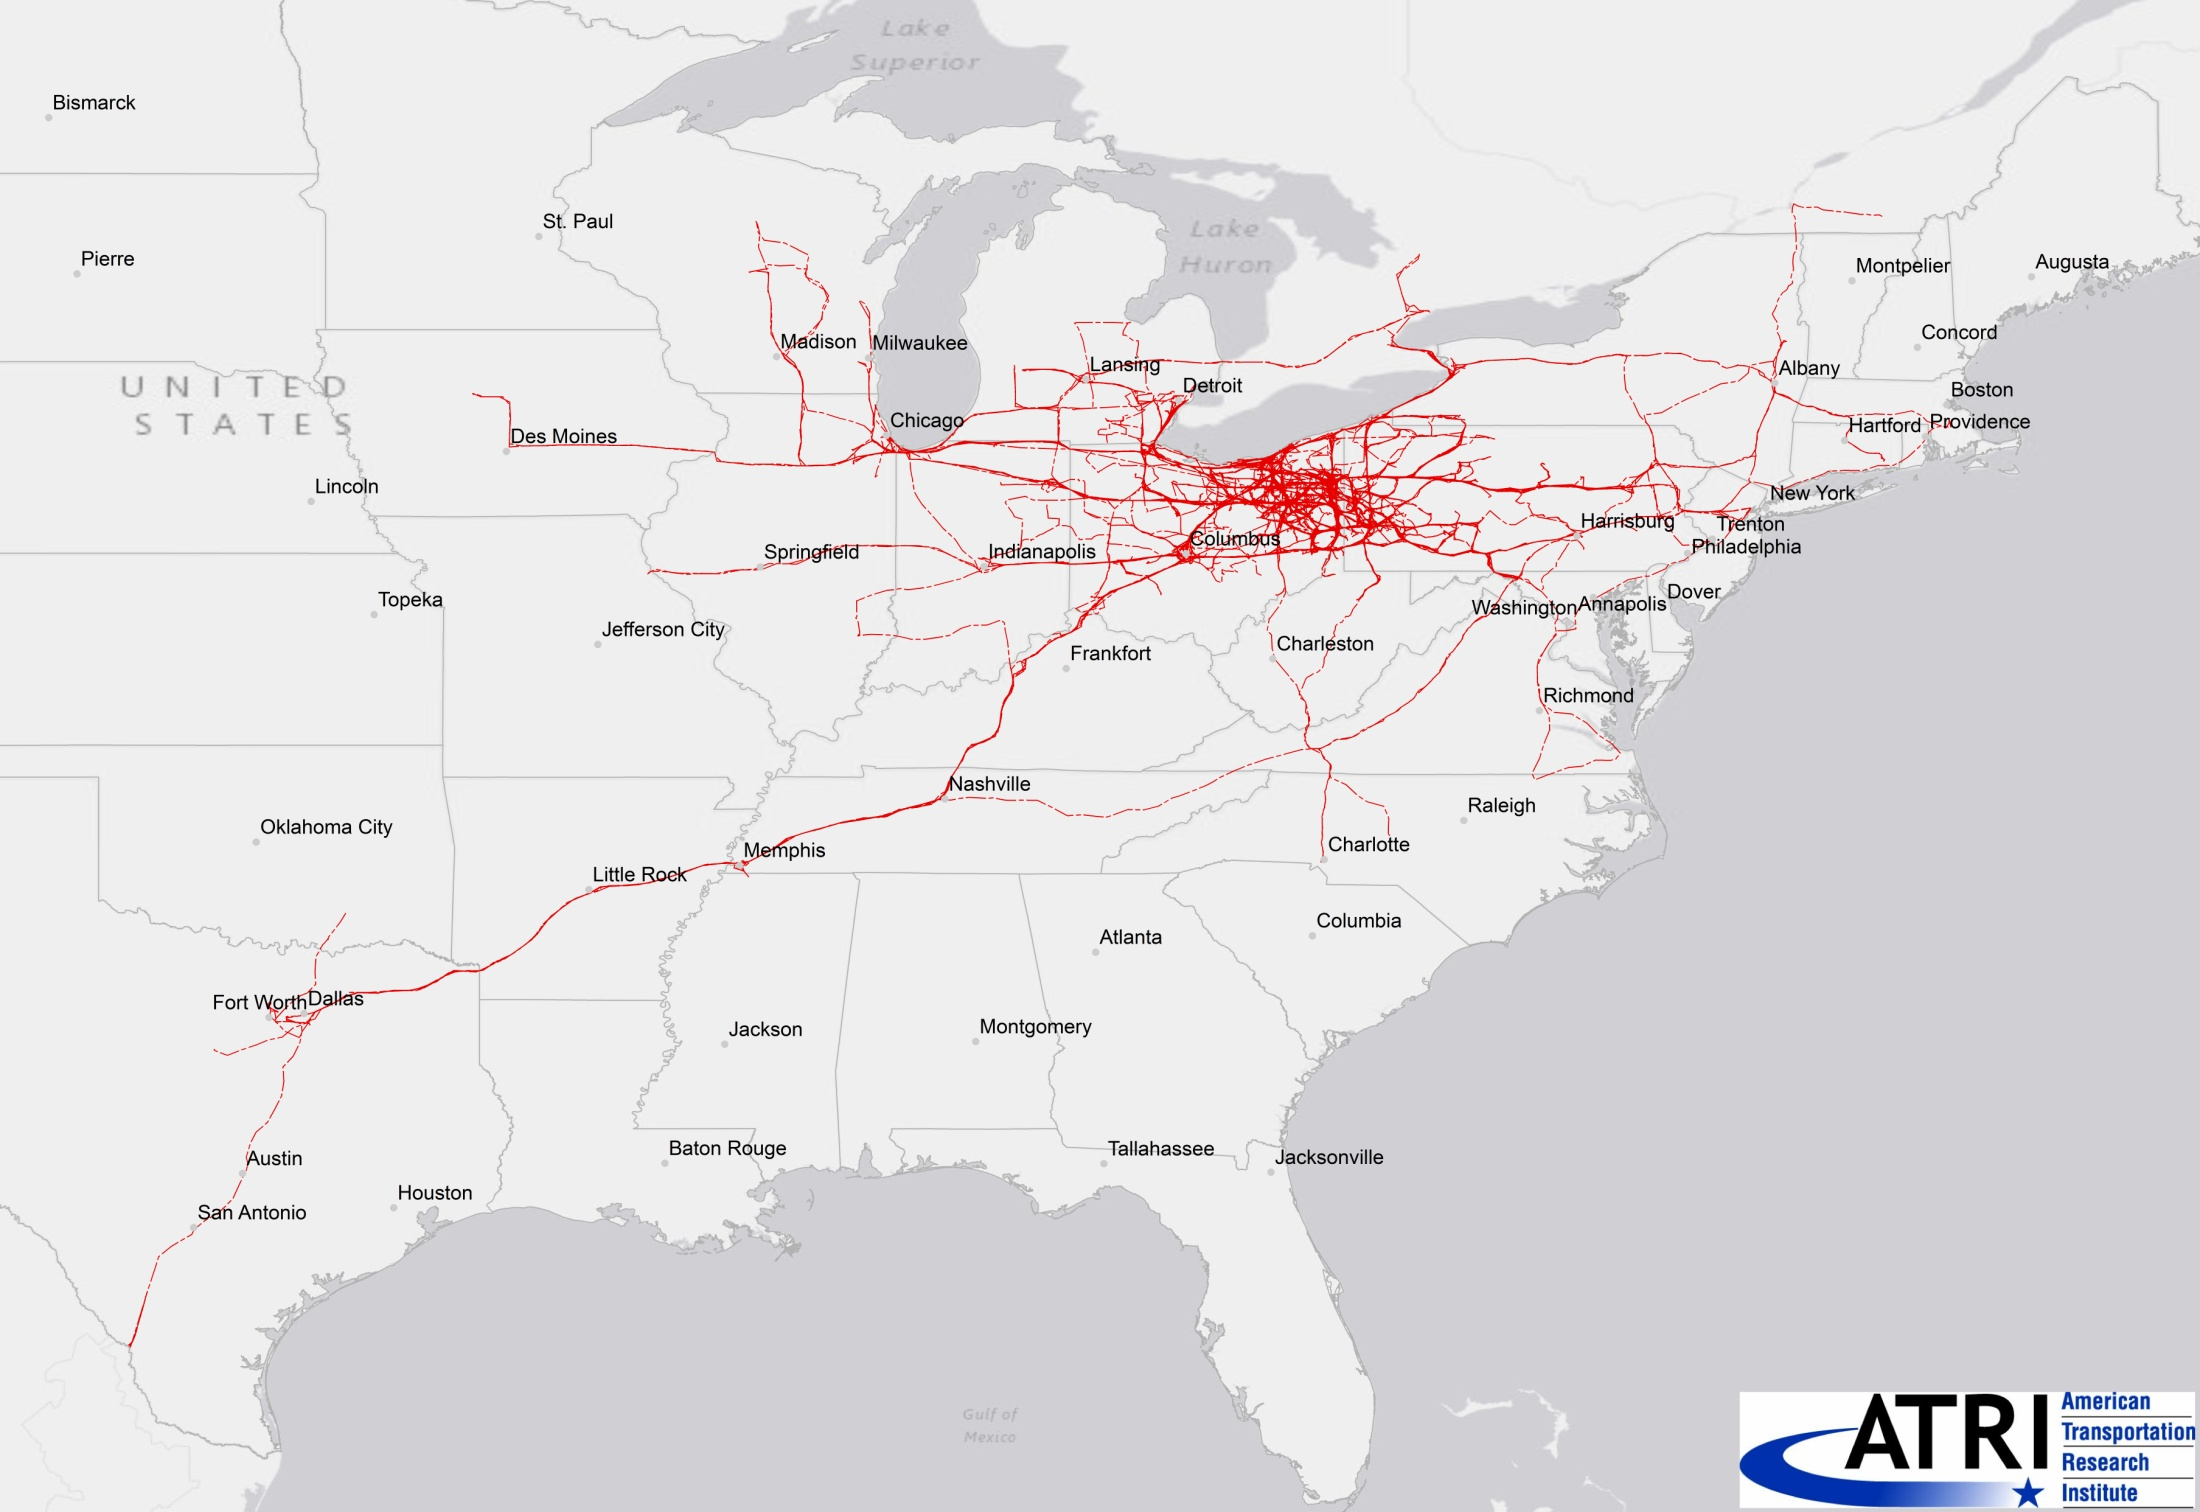 Lake
Superior
Bismarck
St. Paul
Lake
Huron
Pierre
Montpelier
Augusta
Concord
Madison
Milwaukee
Lansing
Albany
UNITED
STATES
Detroit
Boston
Chicago
Hartford
Providence
Des Moines
Lincoln
New York
Harrisburg
Trenton
Columbus
Philadelphia
Springfield
Indianapolis
Topeka
Dover
Washington
Annapolis
Jefferson City
Charleston
Frankfort
Richmond
Nashville
Raleigh
Oklahoma City
Charlotte
Memphis
Little Rock
Columbia
Atlanta
Fort Worth
Dallas
Jackson
Montgomery
Baton Rouge
Tallahassee
Jacksonville
Austin
Houston
San Antonio
Gulf of
Mexico
ATRI
American
Transportation
Research
Institute